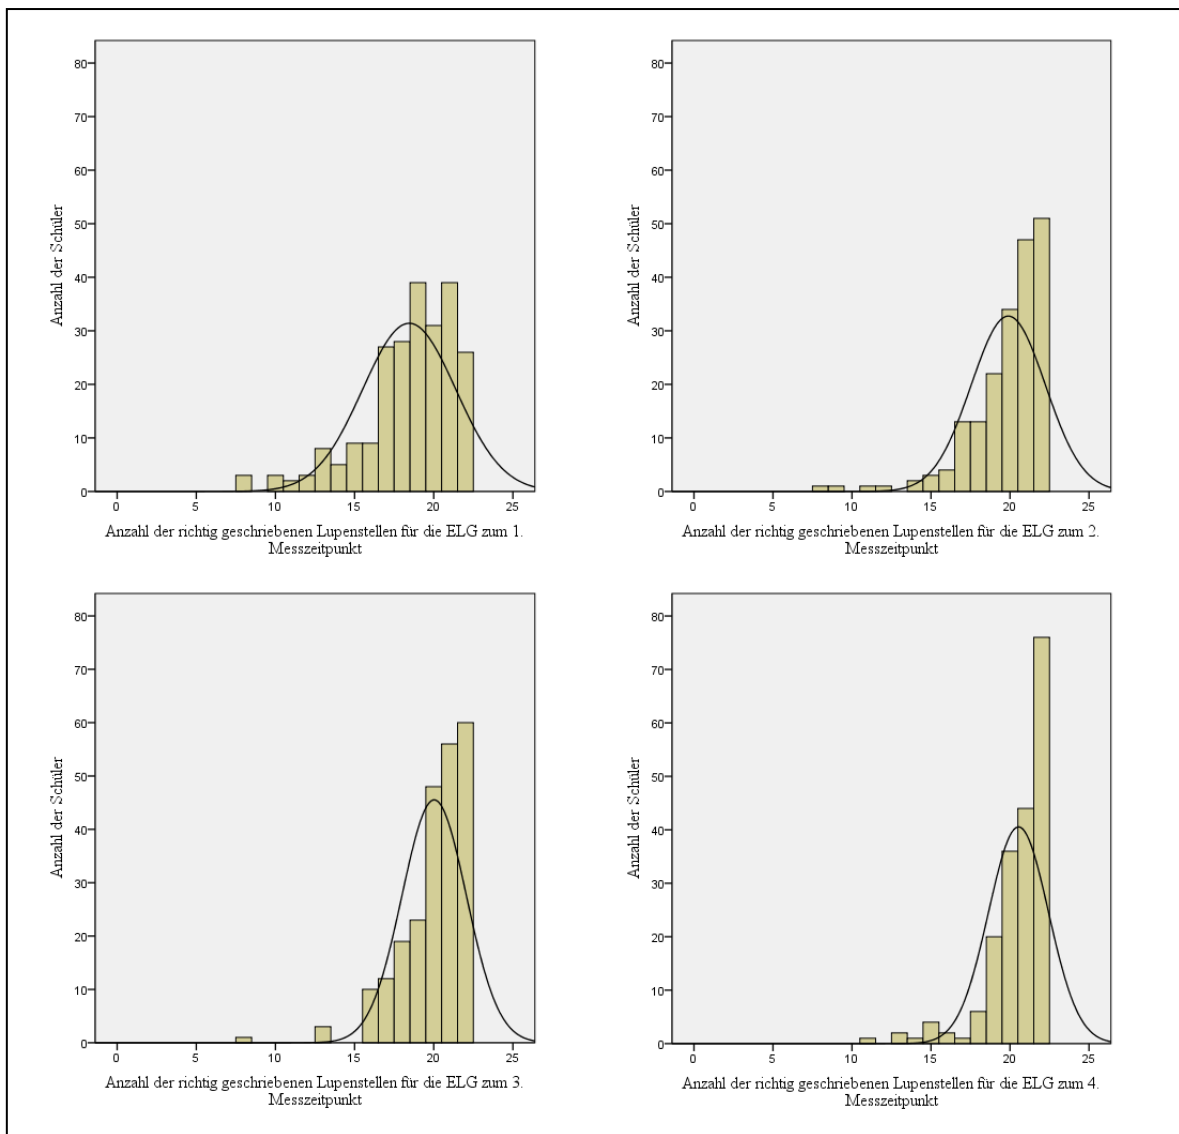 80
70
60
50
40
30
20
10
0
Anzahl der Schüler
0 5 10 15 20 25
Anzahl der richtig geschriebenen Lupenstellen für die ELG zum 1.
Messzeitpunkt
80
70
60
50
40
30
20
10
0
Anzahl der Schüler
0 5 10 15 20 25
Anzahl der richtig geschriebenen Lupenstellen für die ELG zum 2.
Messzeitpunkt
80
70
60
50
40
30
20
10
0
Anzahl der Schüler
0 5 10 15 20 25
Anzahl der richtig geschriebenen Lupenstellen für die ELG zum 3.
Messzeitpunkt
80
70
60
50
40
30
20
10
0
Anzahl der Schüler
0 5 10 15 20 25
Anzahl der richtig geschriebenen Lupenstellen für die ELG zum 4.
Messzeitpunkt